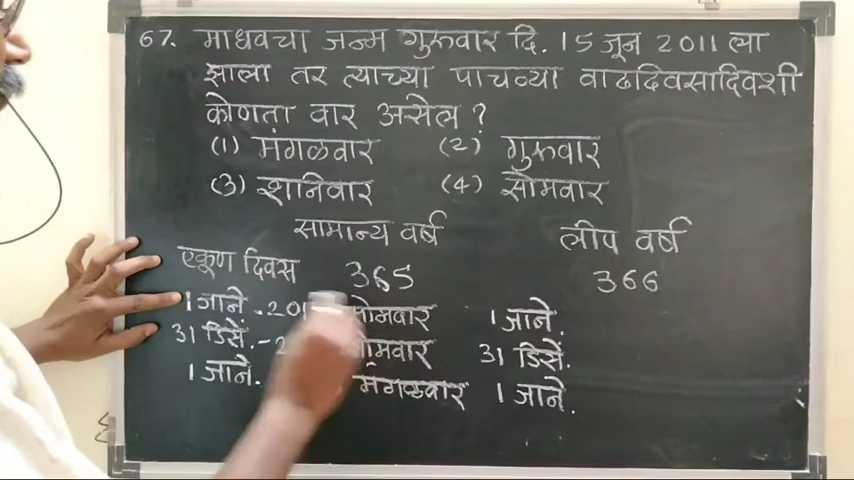 67. माधवचा जन्म गुरूवार दि. 15 जून 2011 ला
झाला तर त्याच्या पाचव्या वाढदिवसादिवशी
कोणता वार असेल ?
(1) मंगळवार (2) गुरूवार
(3) शनिवार (4) सोमवार
सामान्य वर्ष लीप वर्ष
एकूण दिवस 365 366
1 जाने. सोमवार 1 जाने.
31 डिसें. - सोमवार 31 डिसें.
1 जाने. मंगळवार 1 जाने.